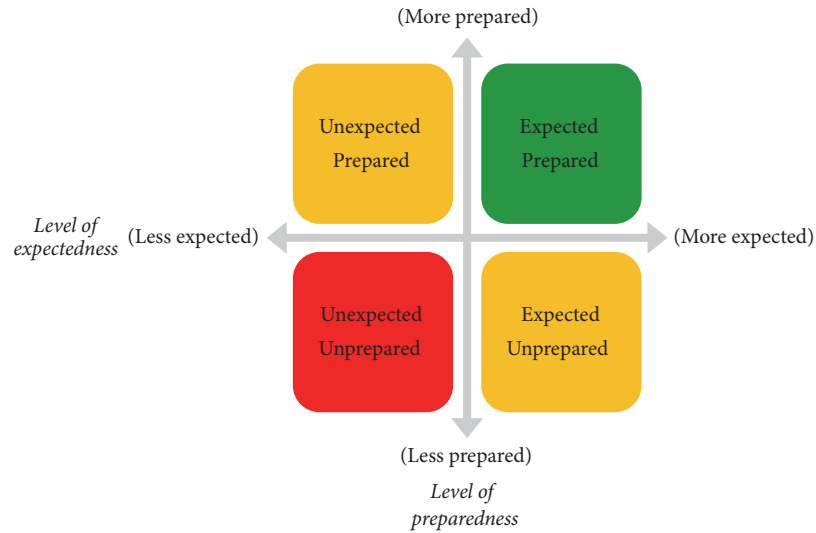 (More prepared)
Unexpected
Prepared
Expected
Prepared
Level of
expectedness
(Less expected)
(More expected)
Unexpected
Unprepared
Expected
Unprepared
(Less prepared)
Level of
preparedness